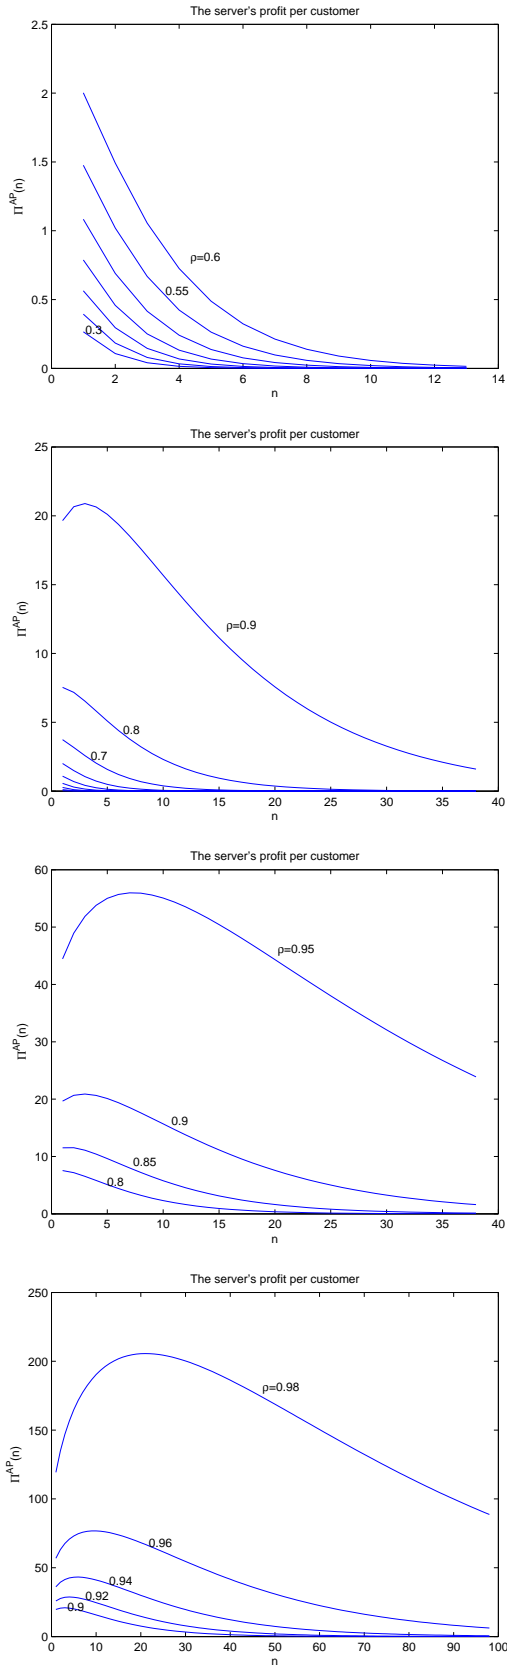 The server's profit per customer
2.5
2
1.5
1
0.5
0
Π^AP(n)
ρ=0.6
0.55
0.3
2 4 6 8 10 12 14
n
The server's profit per customer
25
20
15
10
5
0
Π^AP(n)
ρ=0.9
0.8
0.7
0 5 10 15 20 25 30 35 40
n
The server's profit per customer
60
50
40
30
20
10
0
Π^AP(n)
ρ=0.95
0.9
0.85
0.8
0 5 10 15 20 25 30 35 40
n
The server's profit per customer
250
200
150
100
50
0
Π^AP(n)
ρ=0.98
0.96
0.94
0.92
0.9
0 10 20 30 40 50 60 70 80 90 100
n